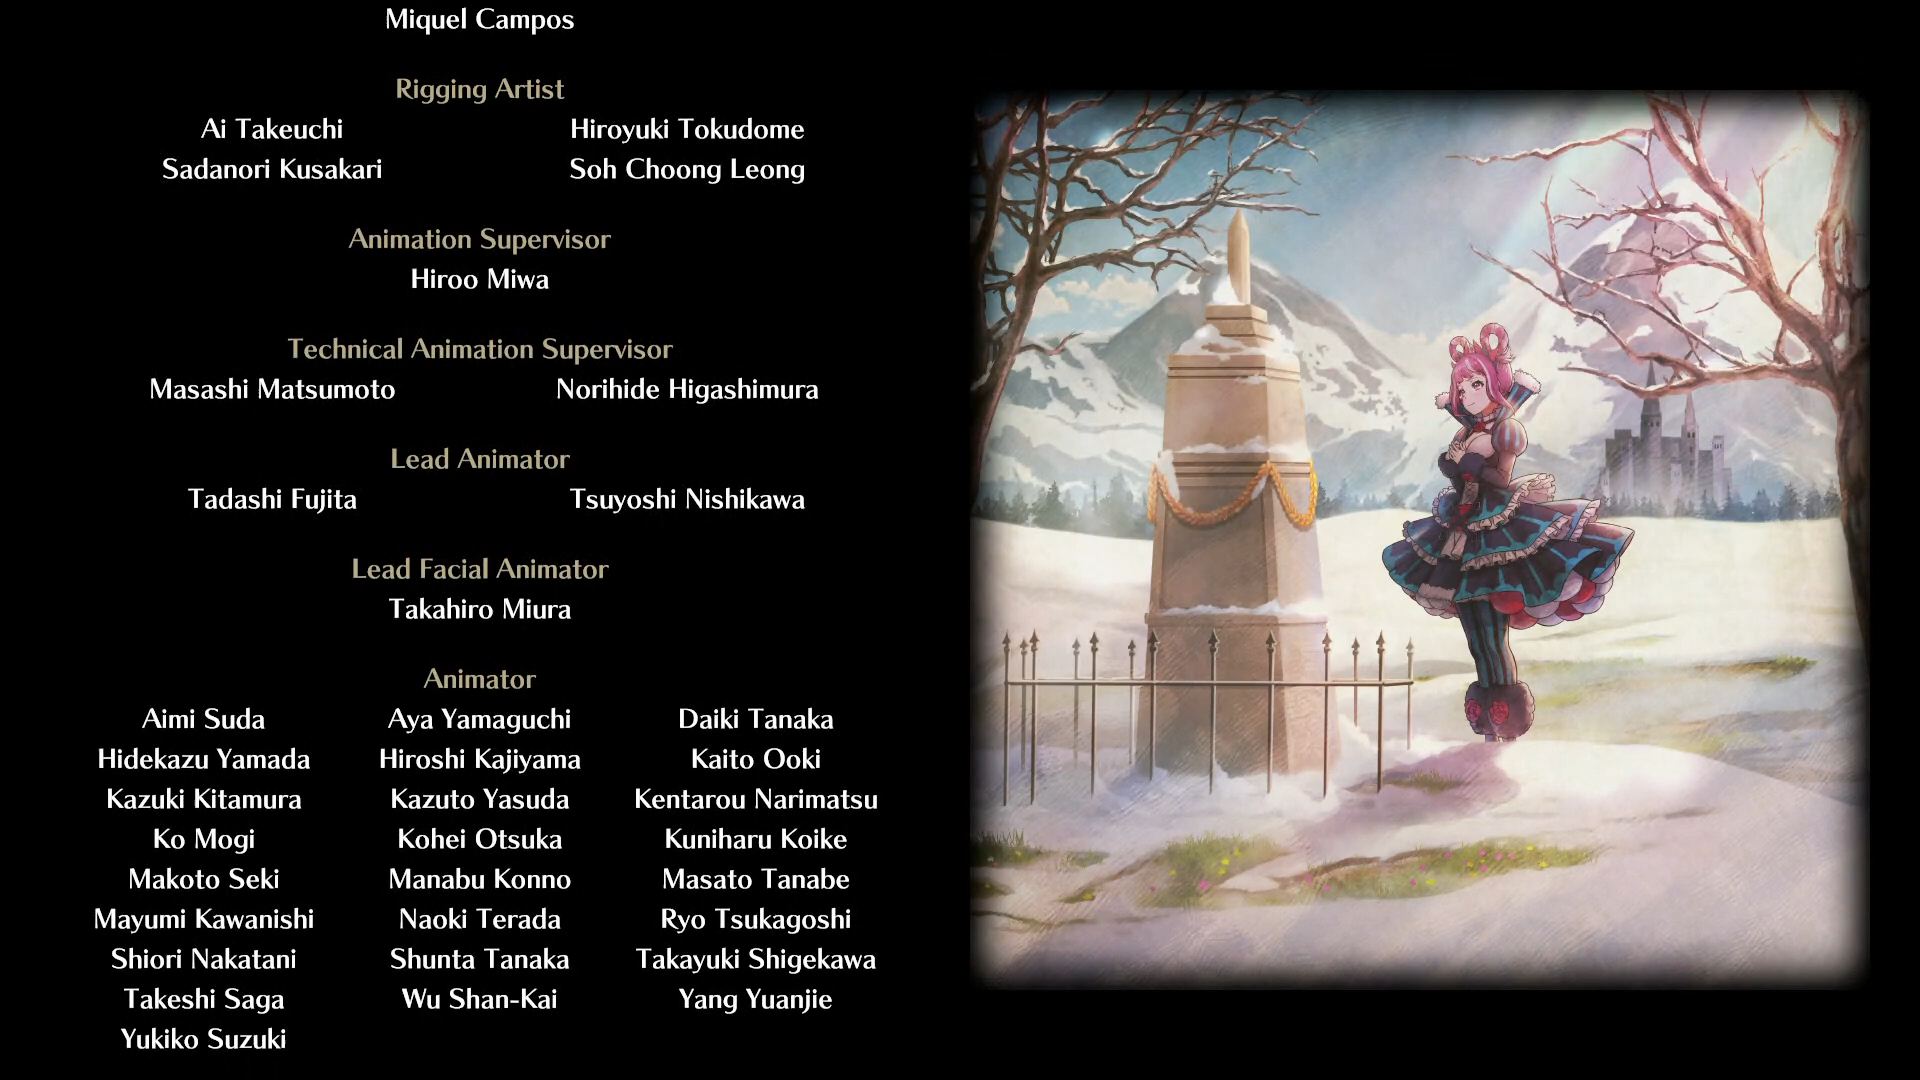 Miquel Campos
Rigging Artist
Ai Takeuchi Hiroyuki Tokudome
Sadanori Kusakari Soh Choong Leong
Animation Supervisor
Hiroo Miwa
Technical Animation Supervisor
Masashi Matsumoto Norihide Higashimura
Lead Animator
Tadashi Fujita Tsuyoshi Nishikawa
Lead Facial Animator
Takahiro Miura
Animator
Aimi Suda Aya Yamaguchi Daiki Tanaka
Hidekazu Yamada Hiroshi Kajiyama Kaito Ooki
Kazuki Kitamura Kazuto Yasuda Kentarou Narimatsu
Ko Mogi Kohei Otsuka Kuniharu Koike
Makoto Seki Manabu Konno Masato Tanabe
Mayumi Kawanishi Naoki Terada Ryo Tsukagoshi
Shiori Nakatani Shunta Tanaka Takayuki Shigekawa
Takeshi Saga Wu Shan-Kai Yang Yuanjie
Yukiko Suzuki